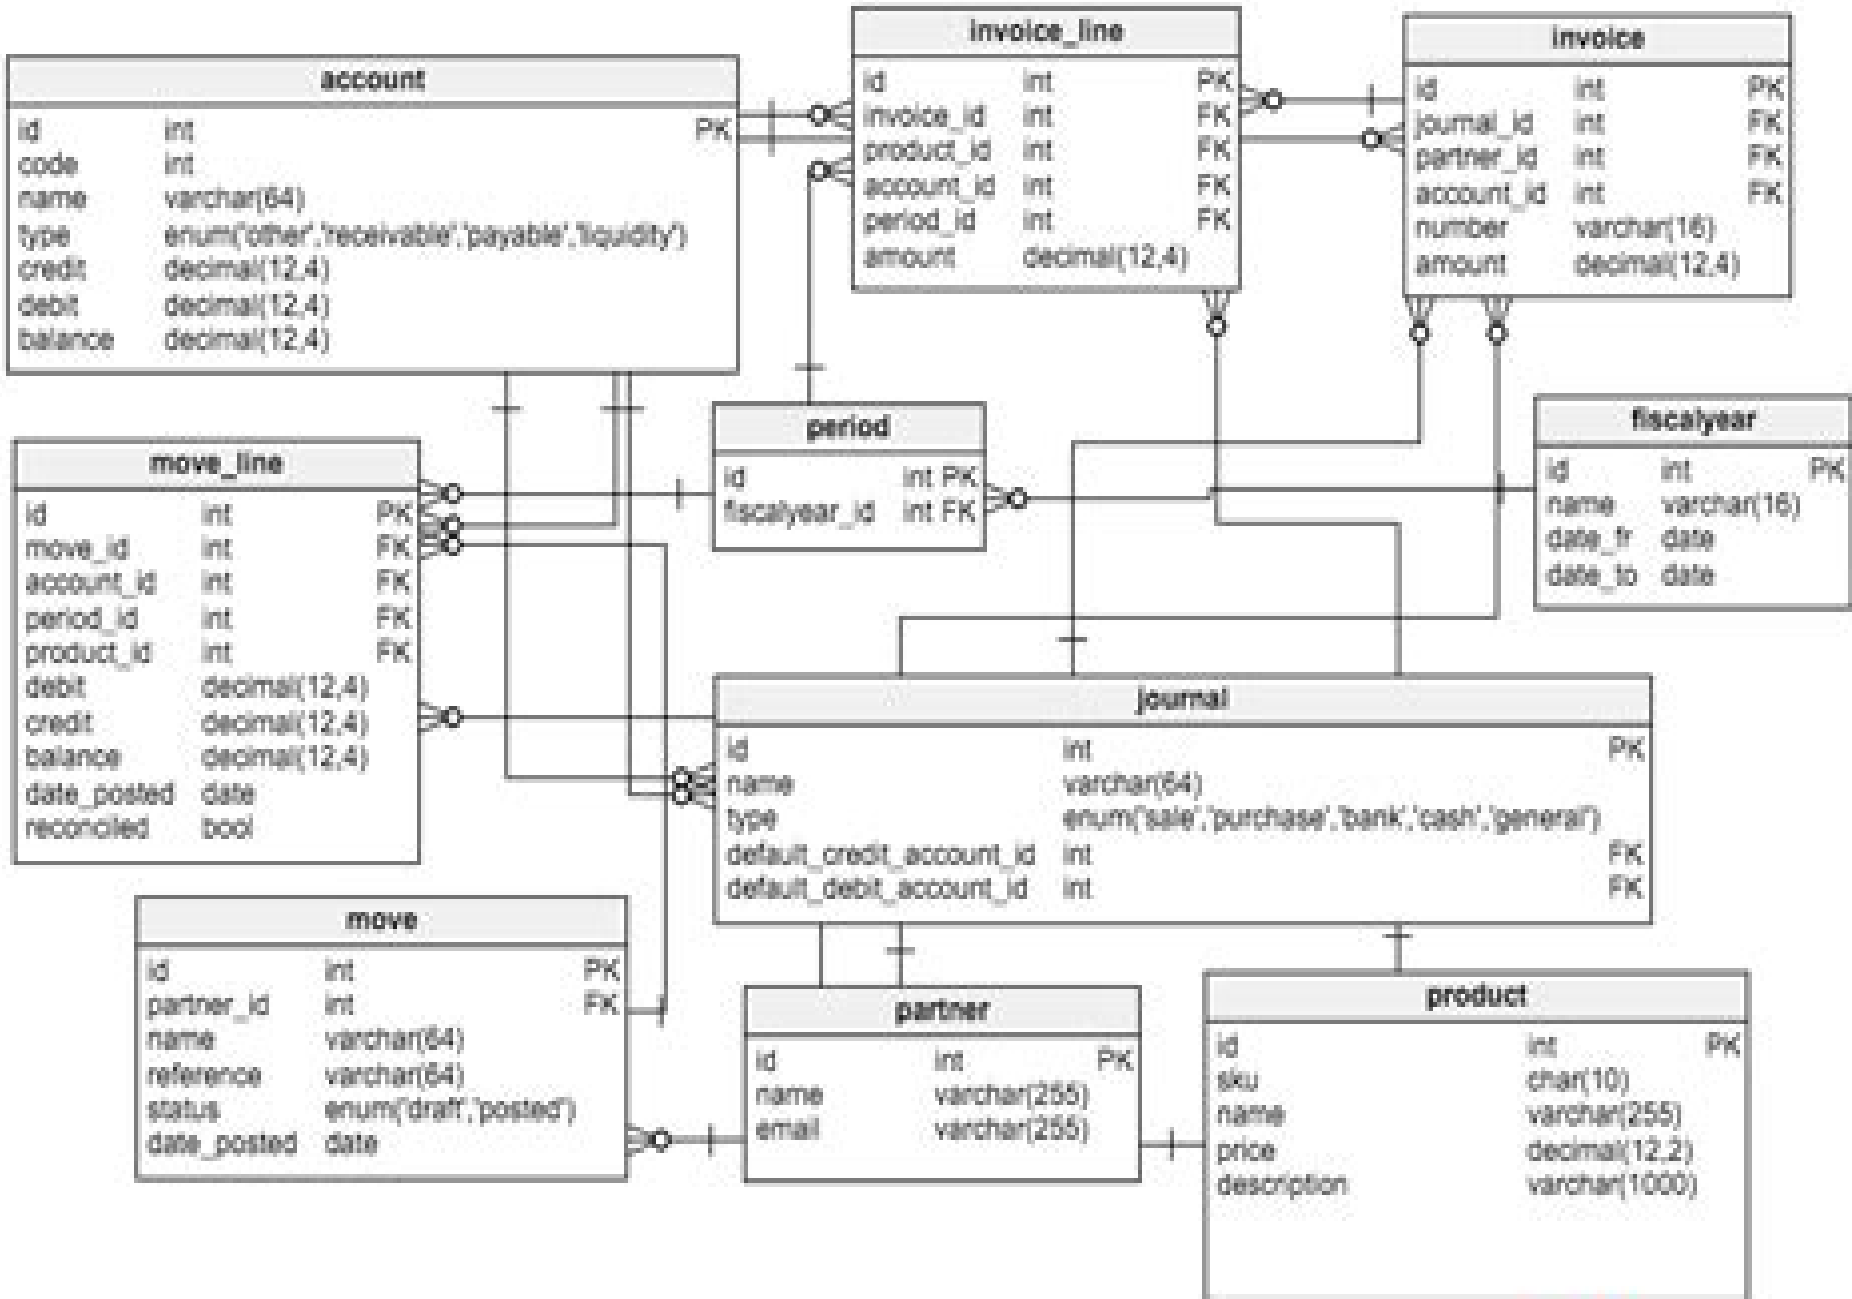 account
id int PK
code int
name varchar(64)
type enum('other','receivable','payable','liquidity')
credit decimal(12,4)
debit decimal(12,4)
balance decimal(12,4)
invoice_line
id int PK
invoice_id int FK
product_id int FK
account_id int FK
period_id int FK
amount decimal(12,4)
invoice
id int PK
journal_id int FK
partner_id int FK
account_id int FK
number varchar(16)
amount decimal(12,4)
period
id int PK
fiscalyear_id int FK
fiscalyear
id int PK
name varchar(16)
date_fr date
date_to date
move_line
id int PK
move_id int FK
account_id int FK
period_id int FK
product_id int FK
debit decimal(12,4)
credit decimal(12,4)
balance decimal(12,4)
date_posted date
reconciled bool
journal
id int PK
name varchar(64)
type enum('sale','purchase','bank','cash','general')
default_credit_account_id int FK
default_debit_account_id int FK
move
id int PK
partner_id int FK
name varchar(64)
reference varchar(64)
status enum('draft','posted')
date_posted date
partner
id int PK
name varchar(255)
email varchar(255)
product
id int PK
sku char(10)
name varchar(255)
price decimal(12,2)
description varchar(1000)